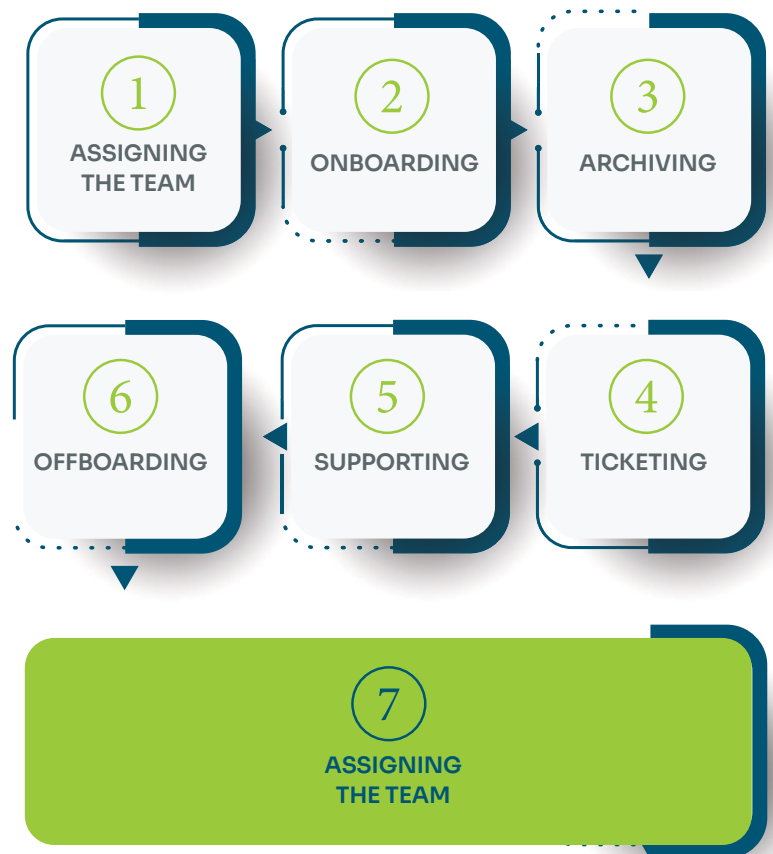 1
ASSIGNING
THE TEAM
2
ONBOARDING
3
ARCHIVING
4
TICKETING
5
SUPPORTING
6
OFFBOARDING
7
ASSIGNING
THE TEAM